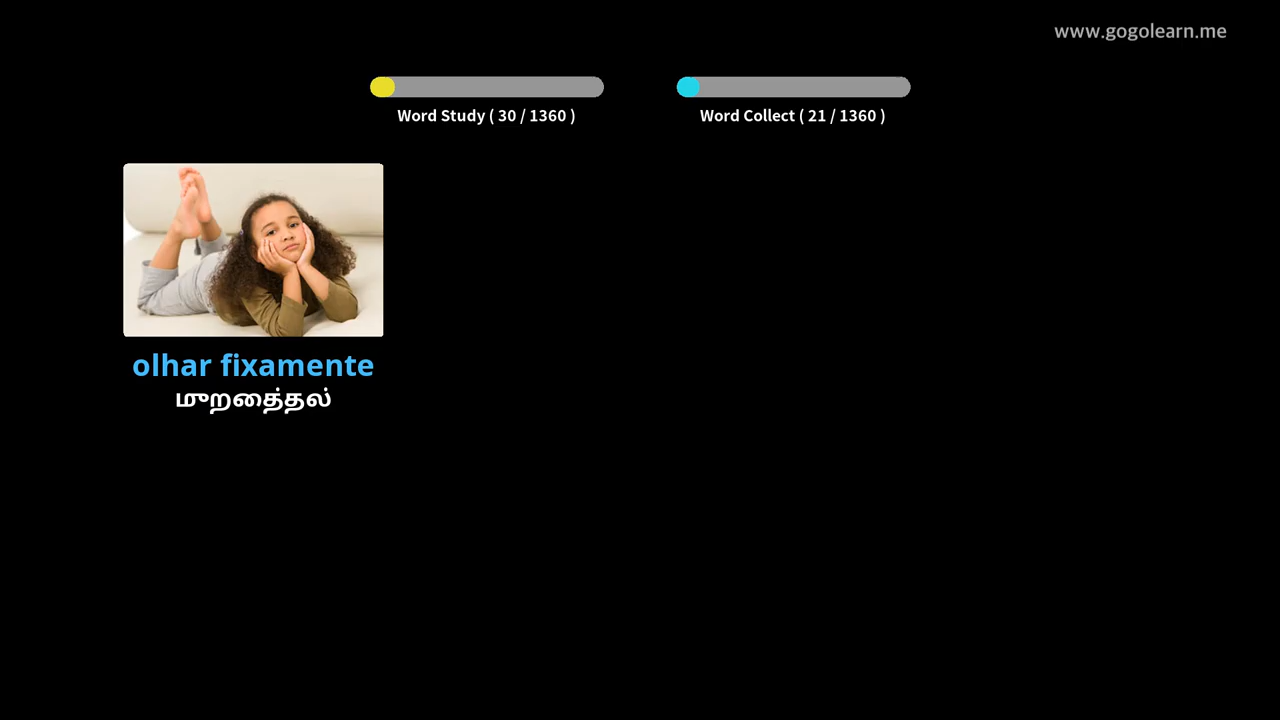 www.gogolearn.me
Word Study ( 30 / 1360 )
Word Collect ( 21 / 1360 )
olhar fixamente
முறைத்தல்